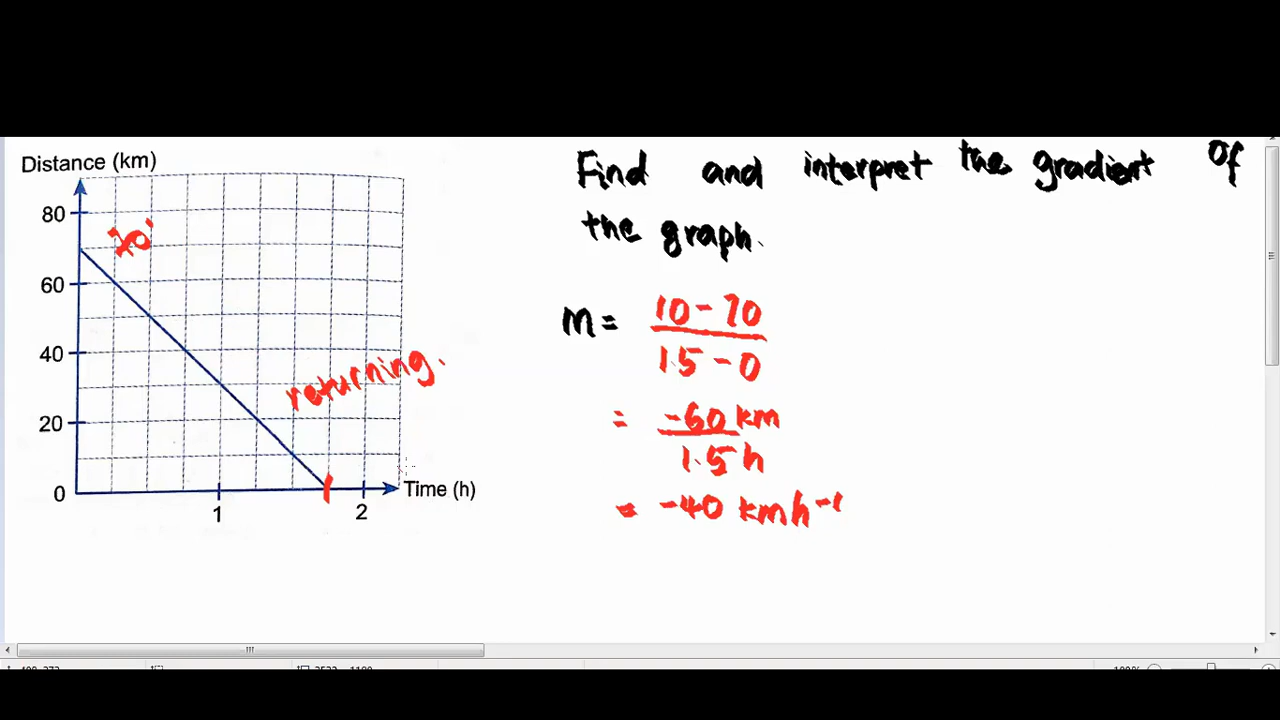 Distance (km)
80
60
40
20
0
1
2
Time (h)
returning.
Find and interpret the gradient of
the graph.
M =
10 - 70
1.5 - 0
= -60 km
1.5 h
= -40 kmh⁻¹